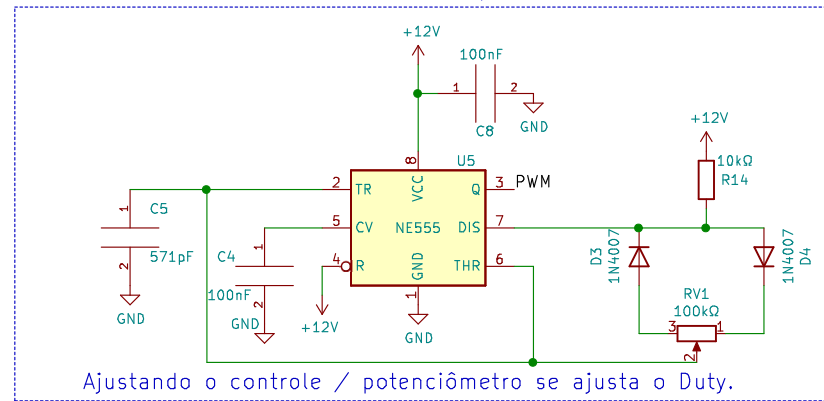 +12V
100nF
1
2
C8
GND
+12V
10kΩ
R14
8
U5
VCC
2
TR
Q
3
PWM
5
CV
NE555
DIS
7
4
R
GND
THR
6
1
GND
1
C5
571pF
2
GND
1
C4
100nF
2
GND
+12V
D3
1N4007
1N4007
D4
RV1
100kΩ
3
1
2
Ajustando o controle / potenciômetro se ajusta o Duty.